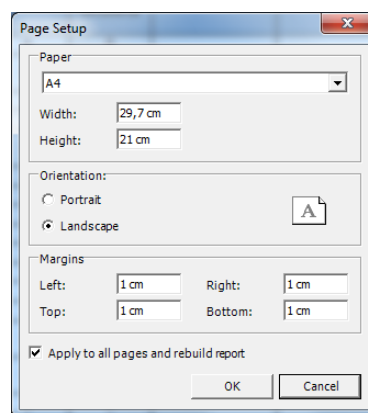 Page Setup
Paper
A4
Width: 29,7 cm
Height: 21 cm
Orientation:
Portrait
Landscape
A
Margins
Left: 1 cm Right: 1 cm
Top: 1 cm Bottom: 1 cm
Apply to all pages and rebuild report
OK Cancel